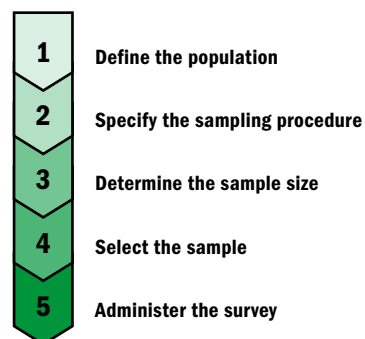 1 Define the population
2 Specify the sampling procedure
3 Determine the sample size
4 Select the sample
5 Administer the survey